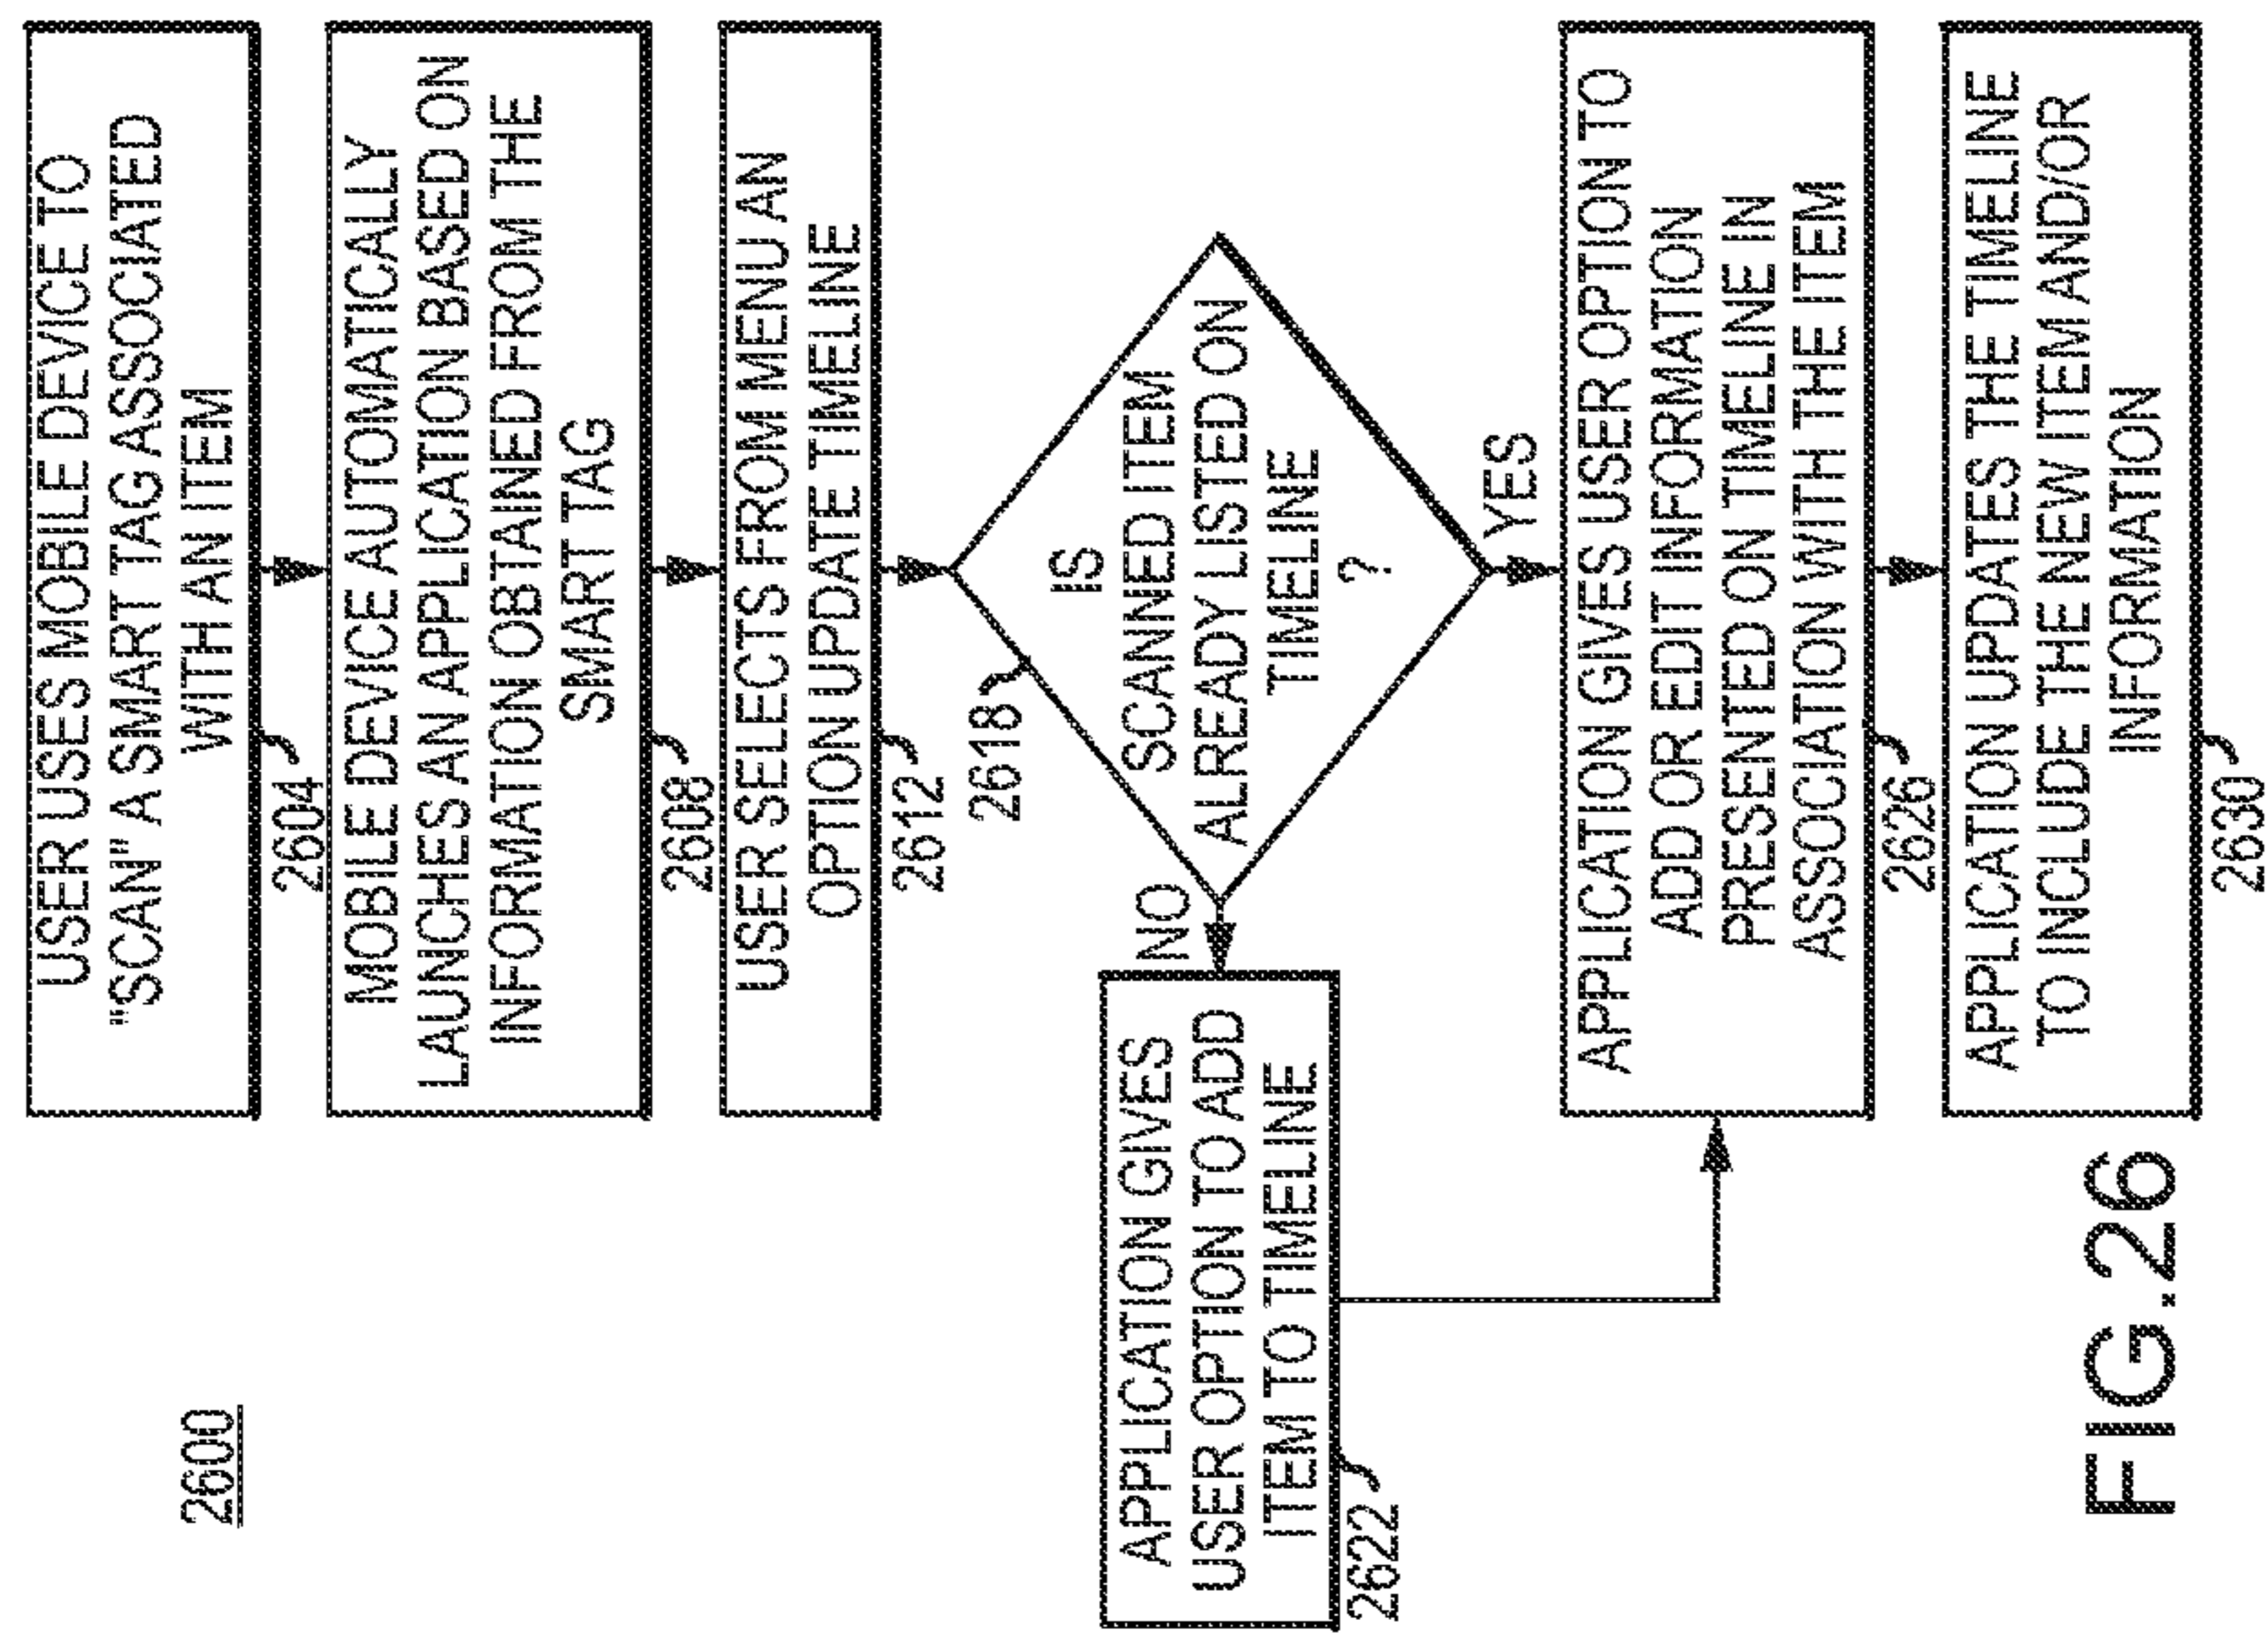 2600
USER USES MOBILE DEVICE TO
"SCAN" A SMART TAG ASSOCIATED
WITH AN ITEM
2604
MOBILE DEVICE AUTOMATICALLY
LAUNCHES AN APPLICATION BASED ON
INFORMATION OBTAINED FROM THE
SMART TAG
2608
USER SELECTS FROM MENU AN
OPTION UPDATE TIMELINE
2612
2618
IS
SCANNED ITEM
ALREADY LISTED ON
TIMELINE
?
NO
YES
APPLICATION GIVES
USER OPTION TO ADD
ITEM TO TIMELINE
2622
APPLICATION GIVES USER OPTION TO
ADD OR EDIT INFORMATION
PRESENTED ON TIMELINE IN
ASSOCIATION WITH THE ITEM
2626
APPLICATION UPDATES THE TIMELINE
TO INCLUDE THE NEW ITEM AND/OR
INFORMATION
2630
FIG.26